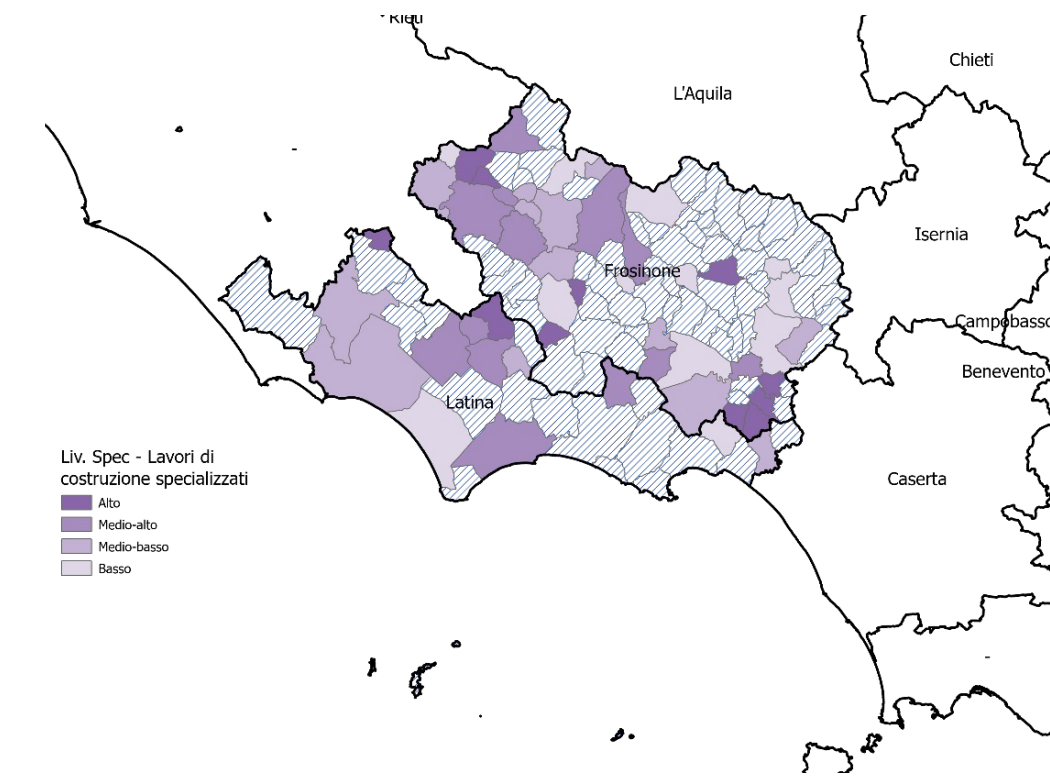 Rieti
Chieti
L'Aquila
Isernia
Frosinone
Campobasso
Benevento
Latina
Liv. Spec - Lavori di
costruzione specializzati
Caserta
Alto
Medio-alto
Medio-basso
Basso